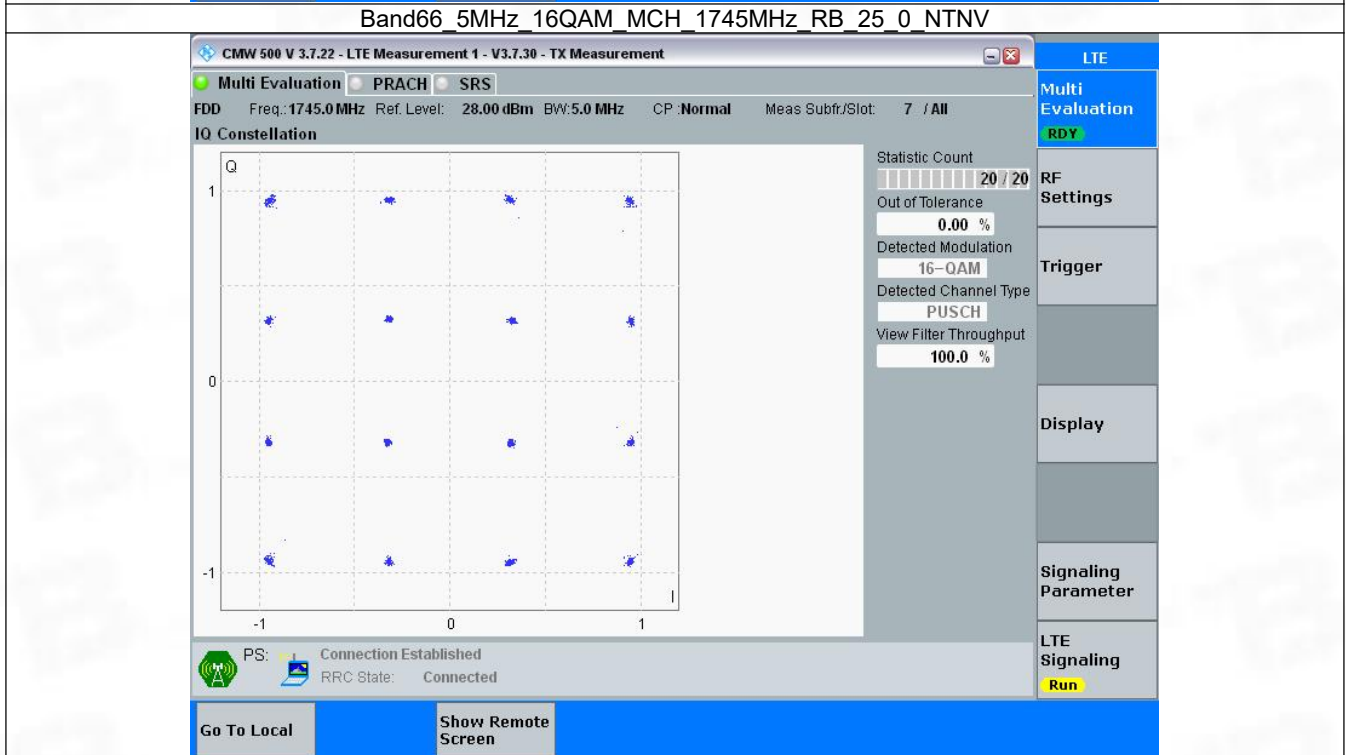 Band66_5MHz_16QAM_MCH_1745MHz_RB_25_0_NTNV
CMW 500 V 3.7.22 - LTE Measurement 1 - V3.7.30 - TX Measurement
LTE
Multi Evaluation PRACH SRS
Multi
Evaluation
RDY
FDD Freq.: 1745.0 MHz Ref. Level: 28.00 dBm BW: 5.0 MHz CP : Normal Meas Subfr./Slot: 7 / All
IQ Constellation
Q
1
0
-1
I
-1 0 1
Statistic Count
20 / 20
Out of Tolerance
0.00 %
Detected Modulation
16-QAM
Detected Channel Type
PUSCH
View Filter Throughput
100.0 %
RF
Settings
Trigger
Display
Signaling
Parameter
LTE
Signaling
Run
PS: Connection Established
RRC State: Connected
Go To Local
Show Remote
Screen